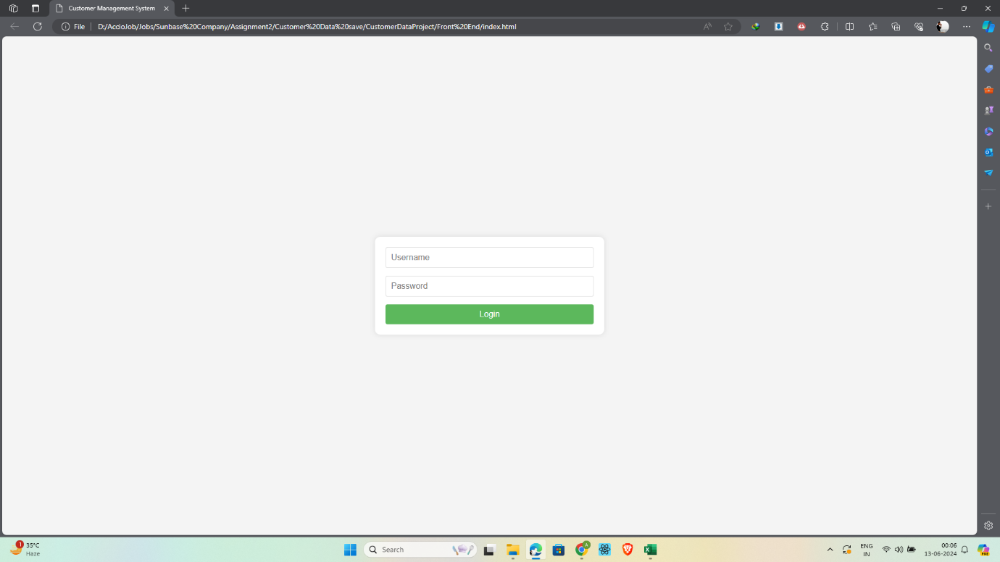 Customer Management System
File
D:/AccioJob/Jobs/Sunbase%20Company/Assignment2/Customer%20Data%20save/CustomerDataProject/Front%20End/index.html
Username
Password
Login
1
35°C
Haze
Search
A
PRE
ENG
IN
00:06
13-06-2024